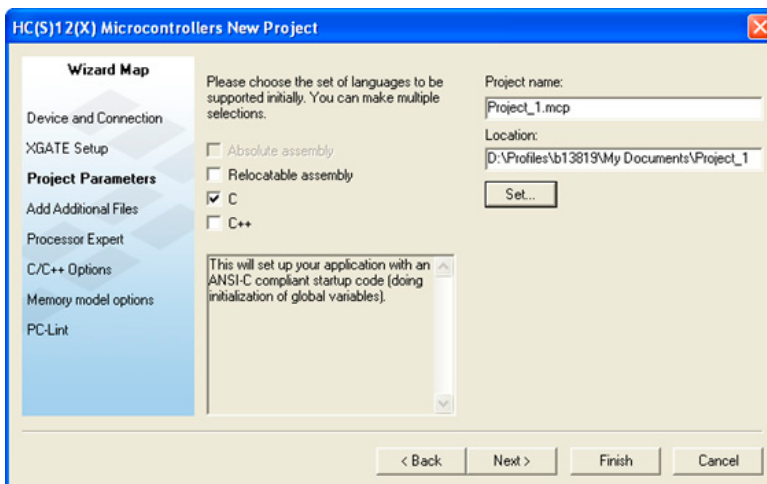 HC(S)12(X) Microcontrollers New Project
Wizard Map
Device and Connection
XGATE Setup
Project Parameters
Add Additional Files
Processor Expert
C/C++ Options
Memory model options
PC-Lint
Please choose the set of languages to be
supported initially. You can make multiple
selections.
Absolute assembly
Relocatable assembly
C
C++
This will set up your application with an
ANSI-C compliant startup code (doing
initialization of global variables).
Project name:
Project_1.mcp
Location:
D:\Profiles\b13819\My Documents\Project_1
Set...
< Back
Next >
Finish
Cancel